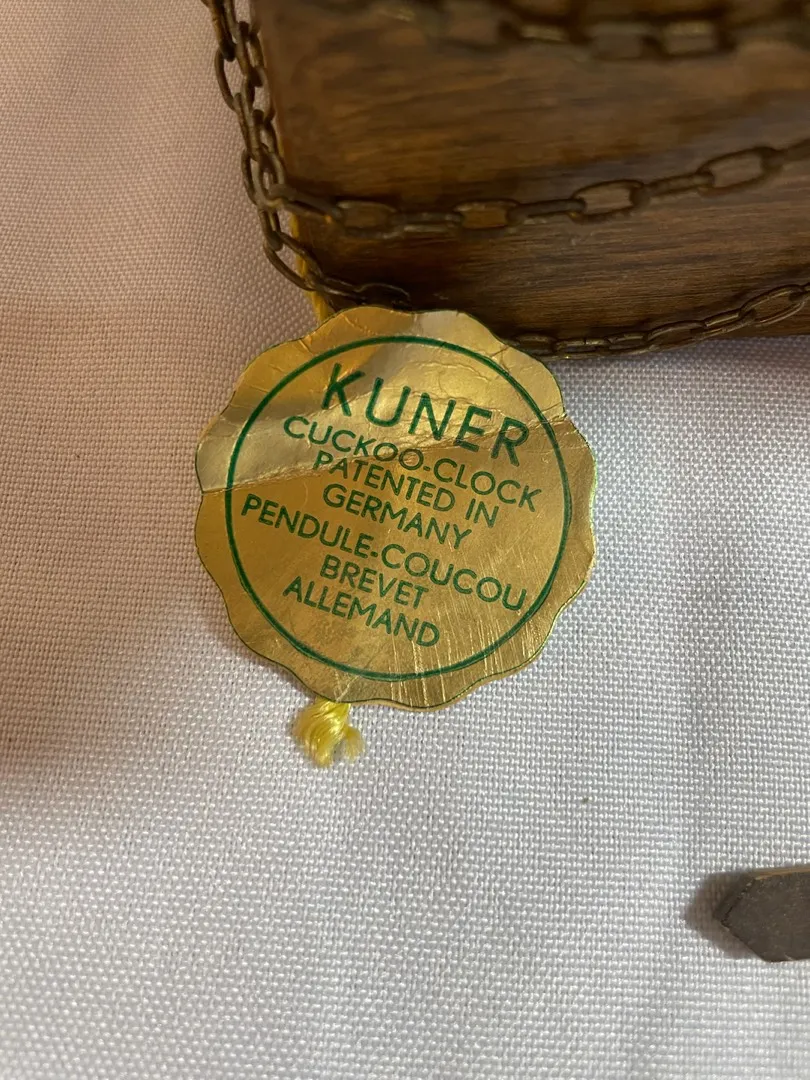 KUNER
CUCKOO-CLOCK
PATENTED IN
GERMANY
PENDULE-COUCOU
BREVET
ALLEMAND